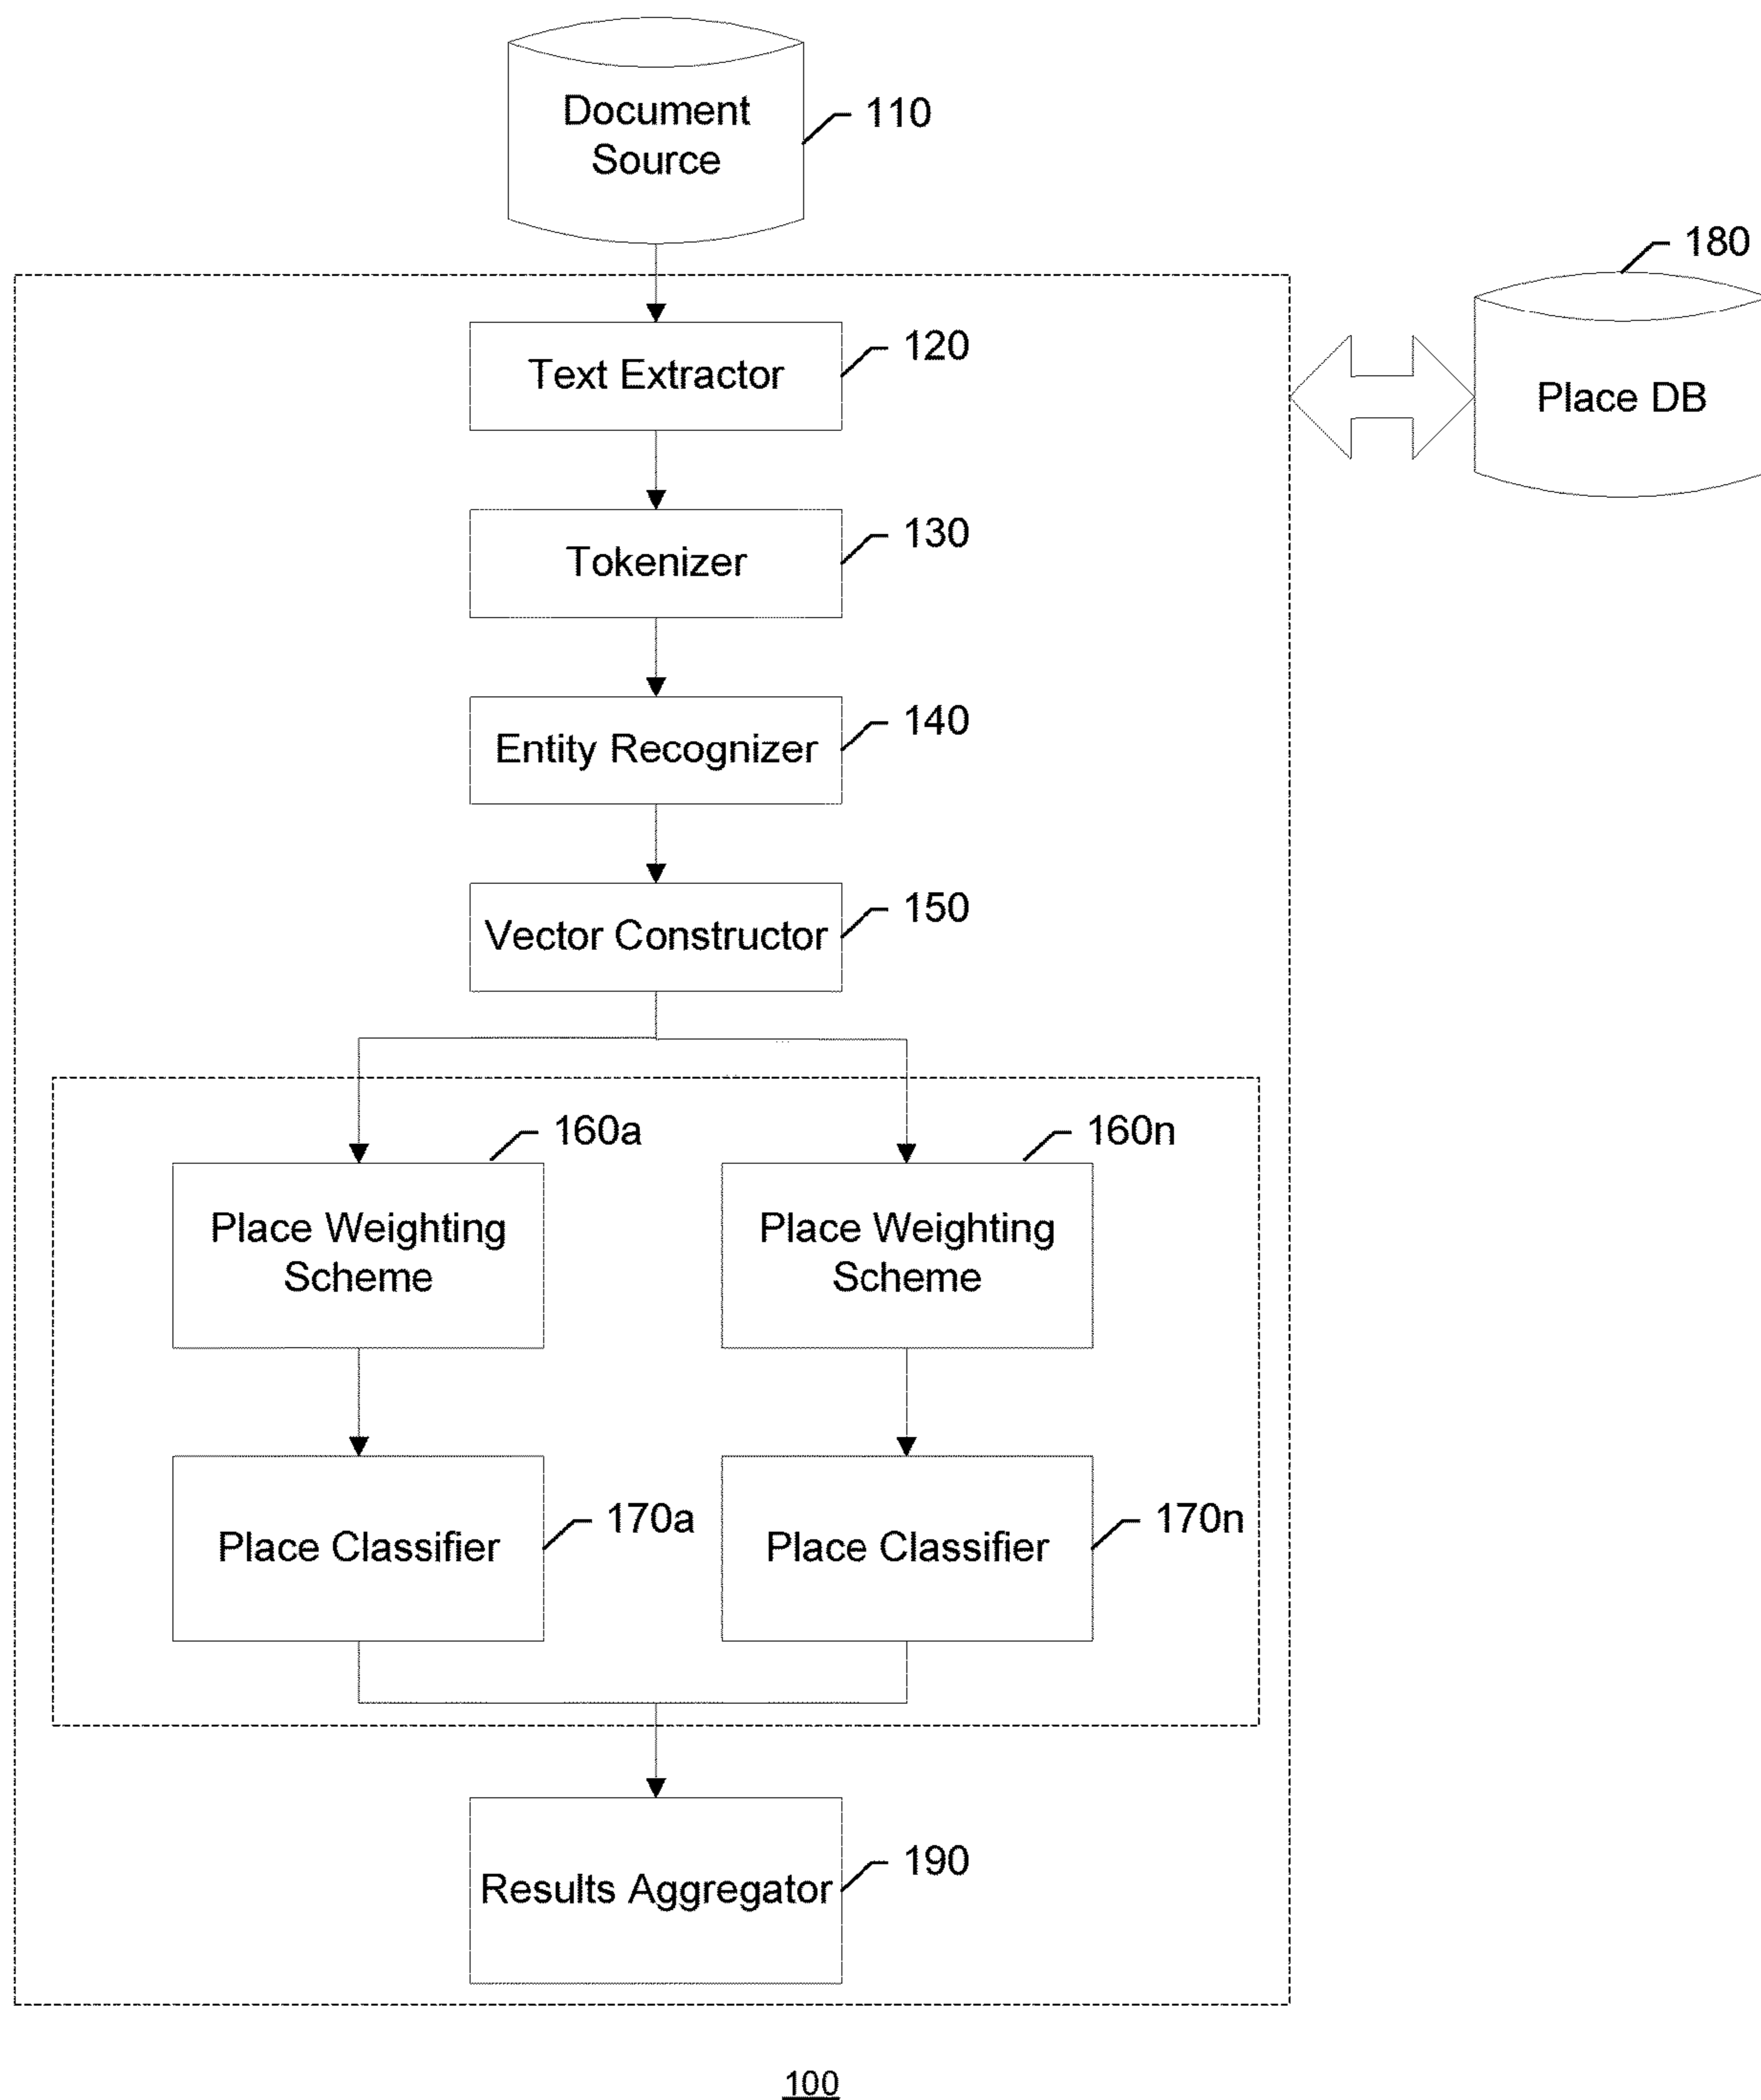 Document
Source
110
180
Place DB
Text Extractor
120
Tokenizer
130
Entity Recognizer
140
Vector Constructor
150
160a
160n
Place Weighting
Scheme
Place Weighting
Scheme
Place Classifier
170a
Place Classifier
170n
Results Aggregator
190
100